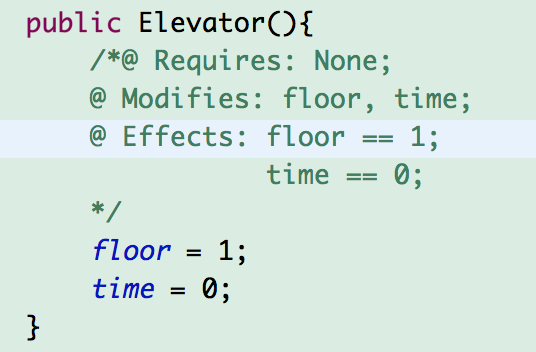 public Elevator(){
/*@ Requires: None;
@ Modifies: floor, time;
@ Effects: floor == 1;
time == 0;
*/
floor = 1;
time = 0;
}